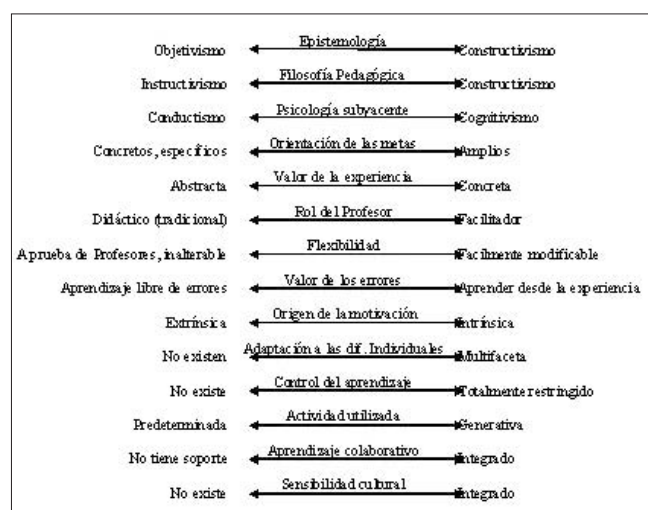 Objetivismo Epistemología Constructivismo
Instructivismo Filosofía Pedagógica Constructivismo
Conductismo Psicología subyacente Cognitivismo
Concretos, específicos Orientación de las metas Amplios
Abstracta Valor de la experiencia Concreta
Didáctico (tradicional) Rol del Profesor Facilitador
A prueba de Profesores, inalterable Flexibilidad Facilmente modificable
Aprendizaje libre de errores Valor de los errores Aprender desde la experiencia
Extrínsica Origen de la motivación Intrínsica
No existen Adaptación a las dif. Individuales Multifaceta
No existe Control del aprendizaje Totalmente restringido
Predeterminada Actividad utilizada Generativa
No tiene soporte Aprendizaje colaborativo Integrado
No existe Sensibilidad cultural Integrado